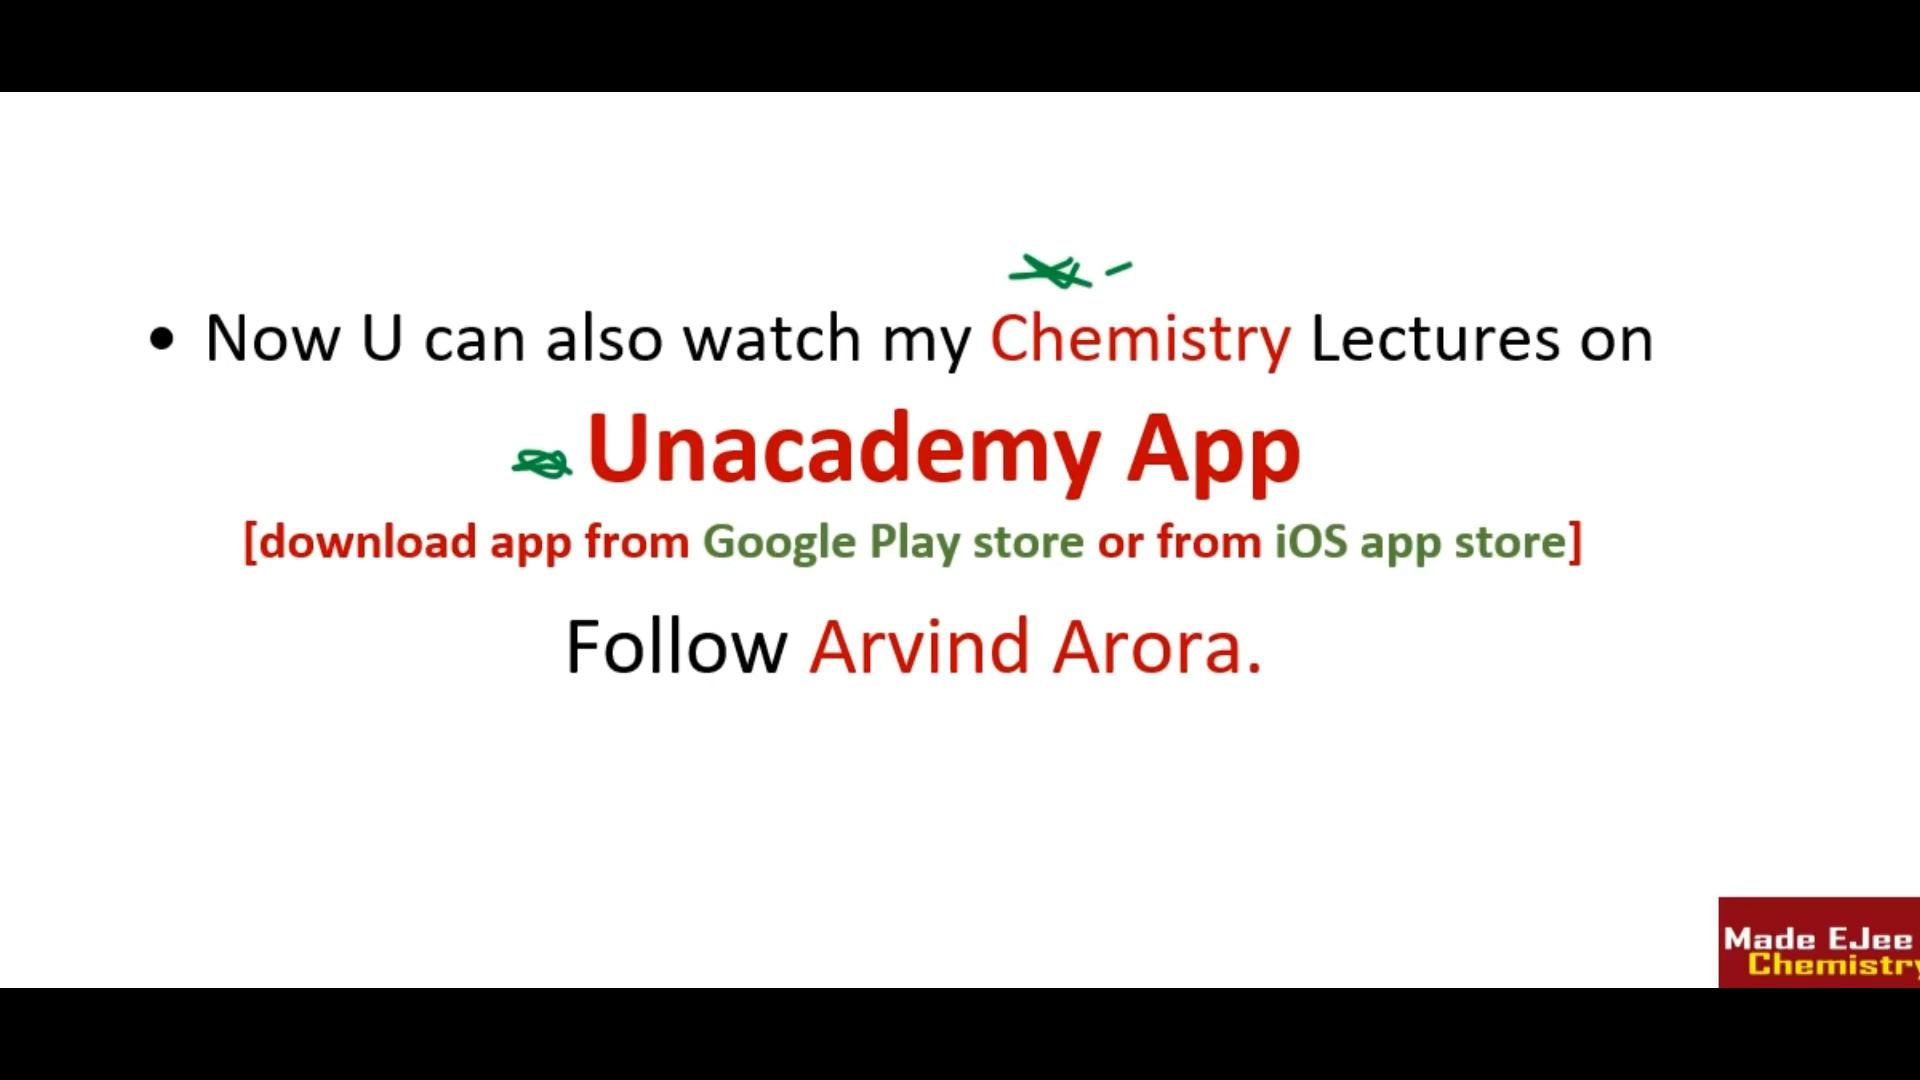 • Now U can also watch my Chemistry Lectures on
Unacademy App
[download app from Google Play store or from iOS app store]
Follow Arvind Arora.
Made EJee
Chemistry